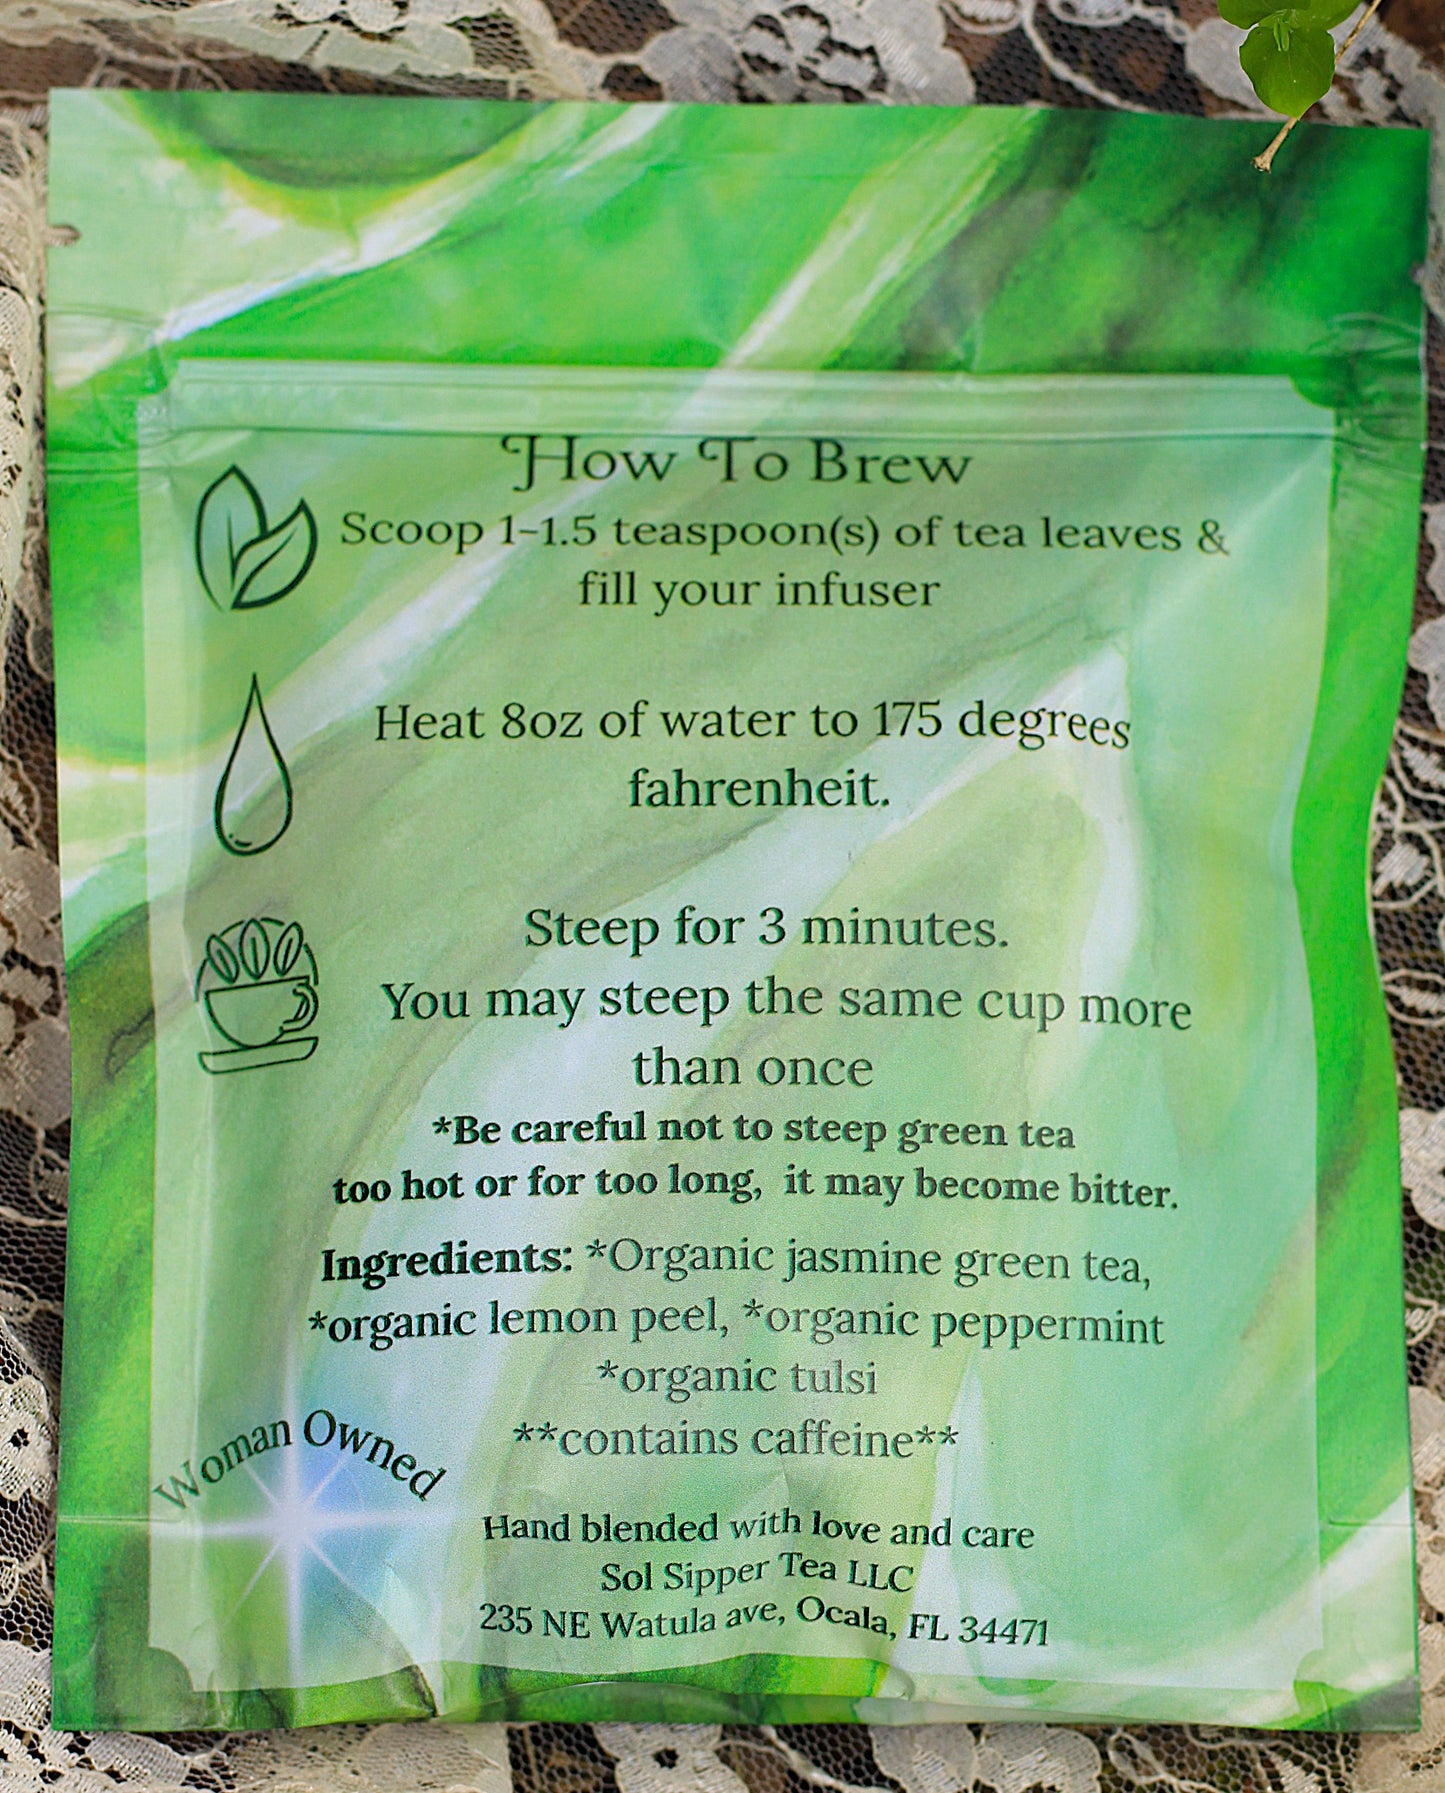 How To Brew
Scoop 1-1.5 teaspoon(s) of tea leaves &
fill your infuser
Heat 8oz of water to 175 degrees
fahrenheit.
Steep for 3 minutes.
You may steep the same cup more
than once
*Be careful not to steep green tea
too hot or for too long, it may become bitter.
Ingredients: *Organic jasmine green tea,
*organic lemon peel, *organic peppermint
*organic tulsi
**contains caffeine**
Woman Owned
Hand blended with love and care
Sol Sipper Tea LLC
235 NE Watula ave, Ocala, FL 34471